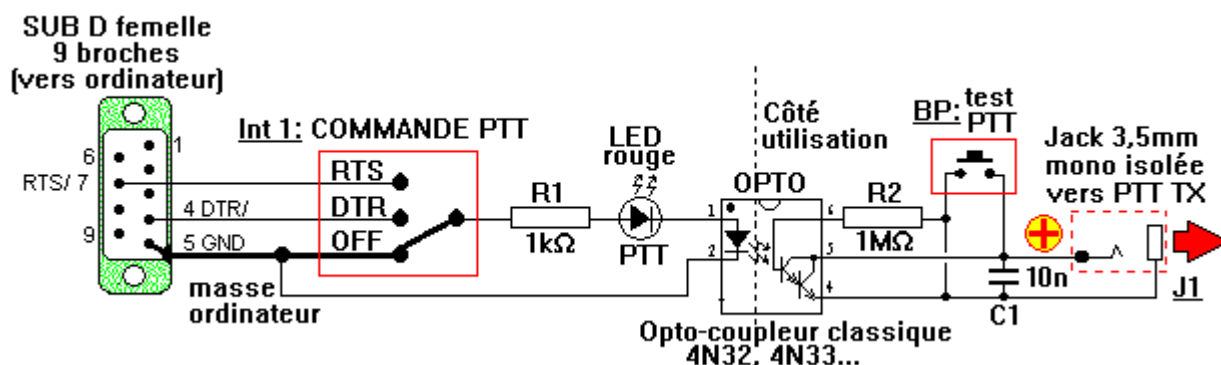 SUB D femelle
9 broches
(vers ordinateur)
6
1
RTS/ 7
4 DTR/
9
5 GND
masse
ordinateur
Int 1: COMMANDE PTT
RTS
DTR
OFF
R1
1kΩ
LED
rouge
PTT
Côté
utilisation
OPTO
1
2
6
5
4
R2
1MΩ
BP: test
PTT
10n
C1
Jack 3,5mm
mono isolée
vers PTT TX
+
J1
Opto-coupleur classique
4N32, 4N33...